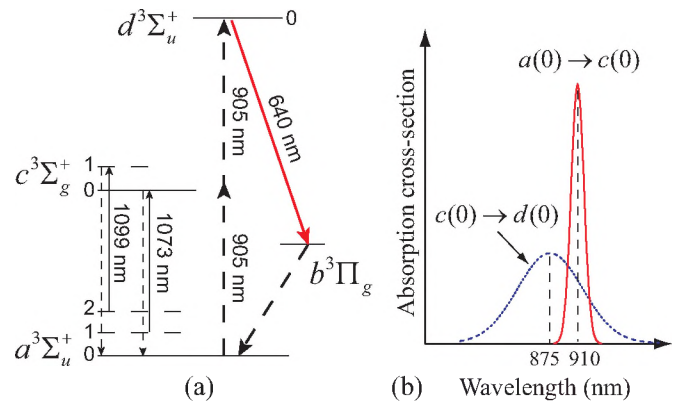 d³Σᵤ⁺
0
905 nm
640 nm
c³Σg⁺
1
0
1099 nm
1073 nm
905 nm
b³Πg
2
1
a³Σᵤ⁺
0
(a)
Absorption cross-section
a(0) → c(0)
c(0) → d(0)
875
910
(b)
Wavelength (nm)